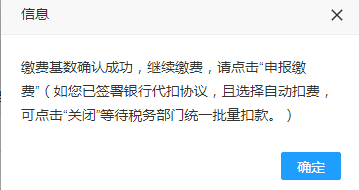 信息
缴费基数确认成功，继续缴费，请点击“申报缴
费”（如您已签署银行代扣协议，且选择自动扣费，
可点击“关闭”等待税务部门统一批量扣款。）
确定